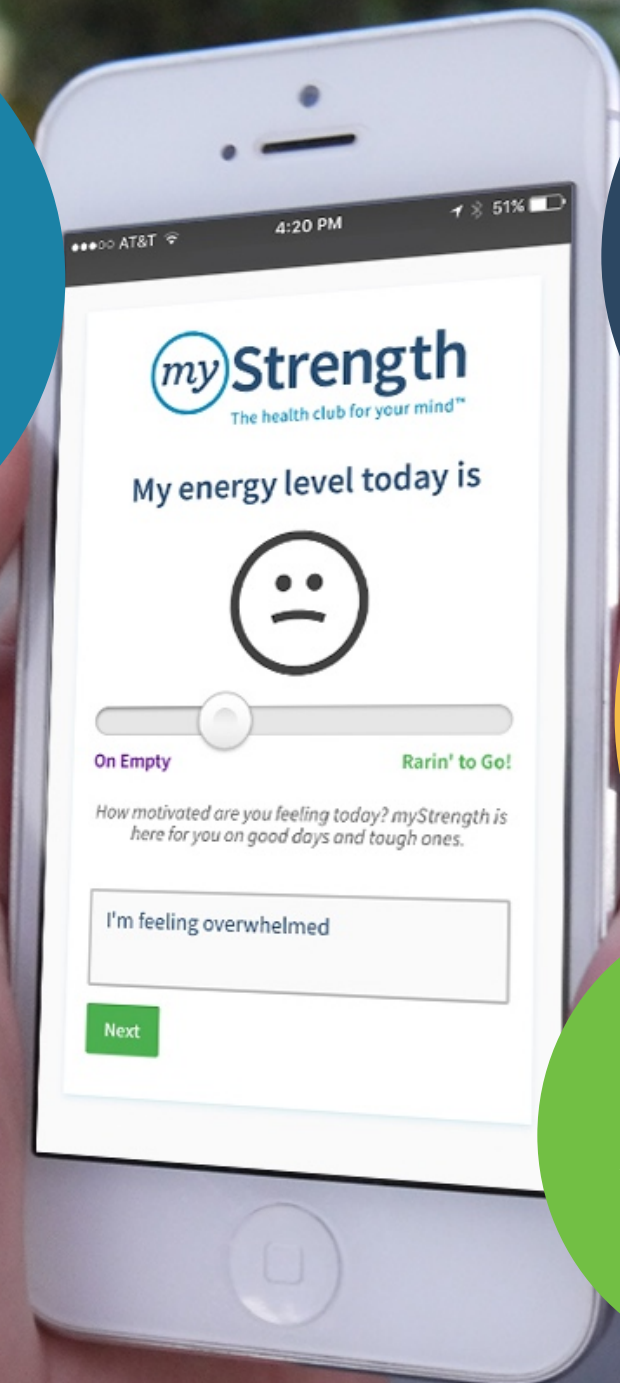 AT&T 4:20 PM 51%
myStrength
The health club for your mind™
My energy level today is
On Empty Rarin' to Go!
How motivated are you feeling today? myStrength is
here for you on good days and tough ones.
I'm feeling overwhelmed
Next